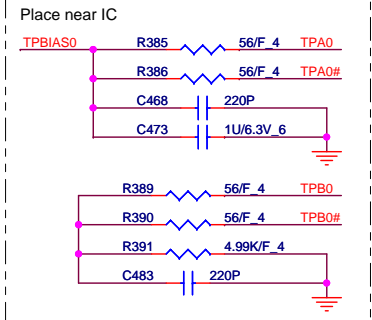 Place near IC
TPBIAS0 R385 56/F_4 TPA0
R386 56/F_4 TPA0#
C468 220P
C473 1U/6.3V_6
R389 56/F_4 TPB0
R390 56/F_4 TPB0#
R391 4.99K/F_4
C483 220P